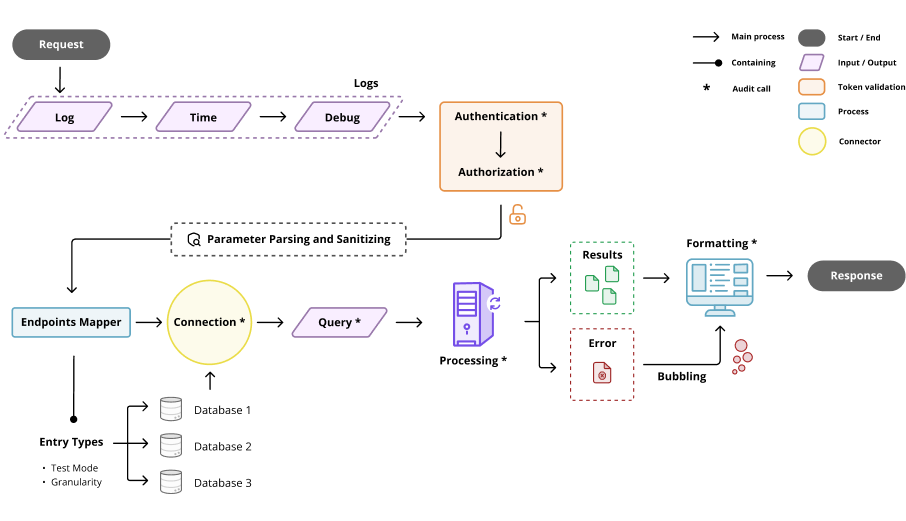 Request
Main process
Start / End
Containing
Input / Output
* Audit call
Token validation
Process
Connector
Logs
Log
Time
Debug
Authentication *
Authorization *
Parameter Parsing and Sanitizing
Endpoints Mapper
Connection *
Query *
Processing *
Results
Error
Formatting *
Response
Bubbling
Entry Types
• Test Mode
• Granularity
Database 1
Database 2
Database 3